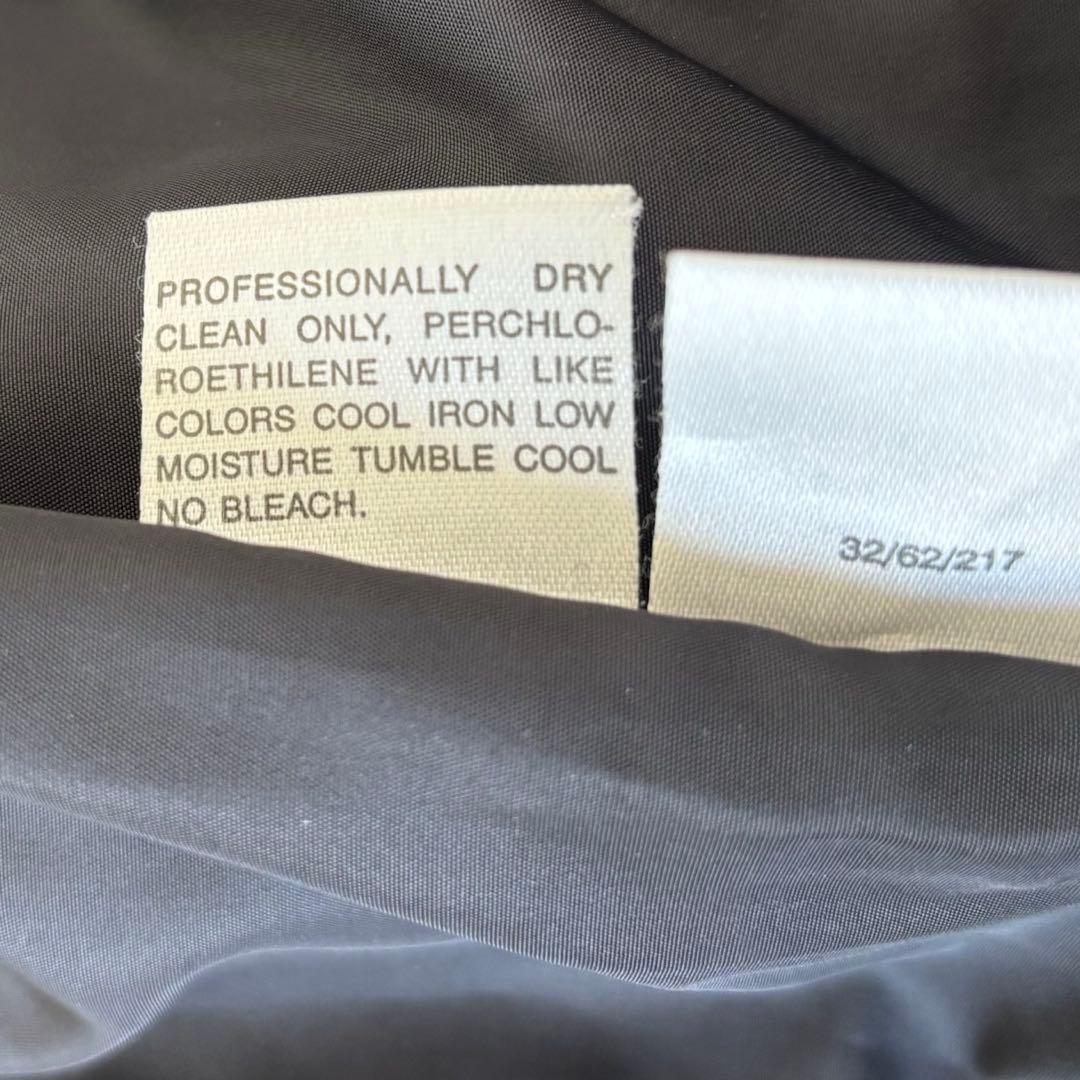 PROFESSIONALLY DRY
CLEAN ONLY, PERCHLO-
ROETHILENE WITH LIKE
COLORS COOL IRON LOW
MOISTURE TUMBLE COOL
NO BLEACH.
32/62/217